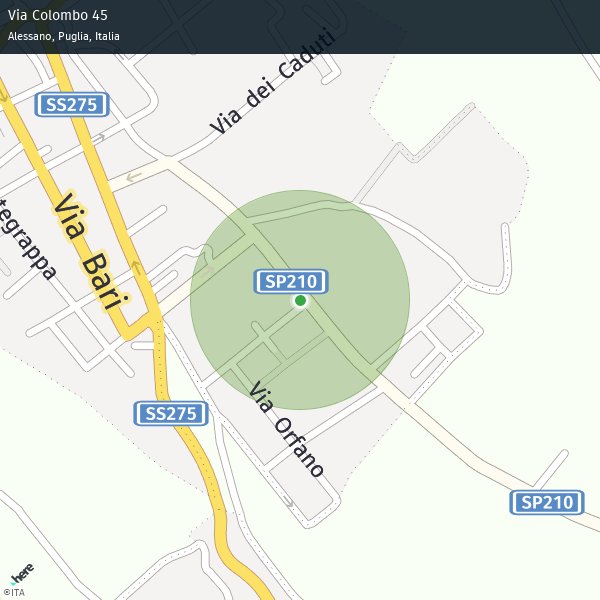 Via Colombo 45
Alessano, Puglia, Italia
SS275
Via dei Caduti
tegrappa
Via Bari
SP210
SS275
Via Orfano
SP210
here
©ITA